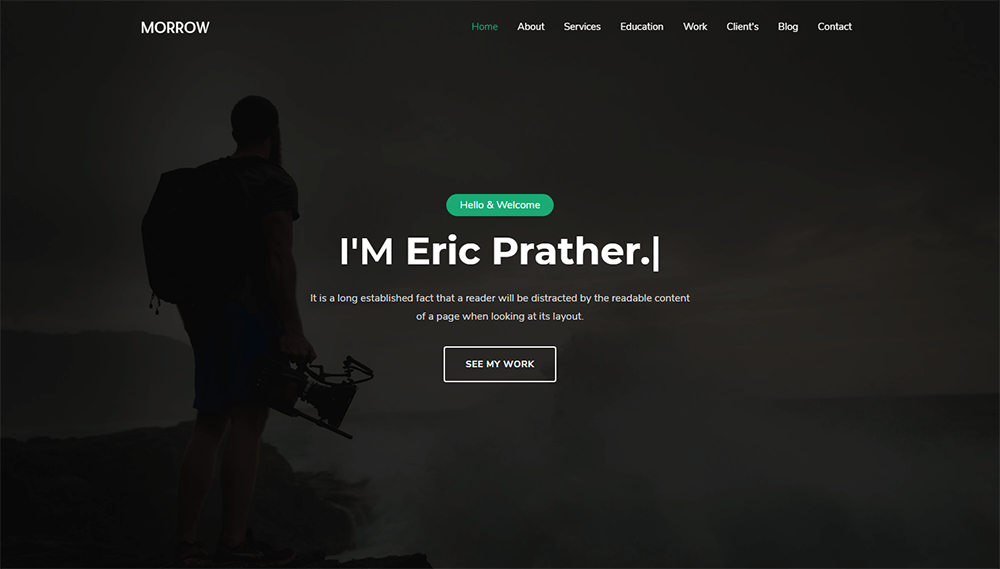 MORROW
Home About Services Education Work Client's Blog Contact
Hello & Welcome
I'M Eric Prather.|
It is a long established fact that a reader will be distracted by the readable content
of a page when looking at its layout.
SEE MY WORK